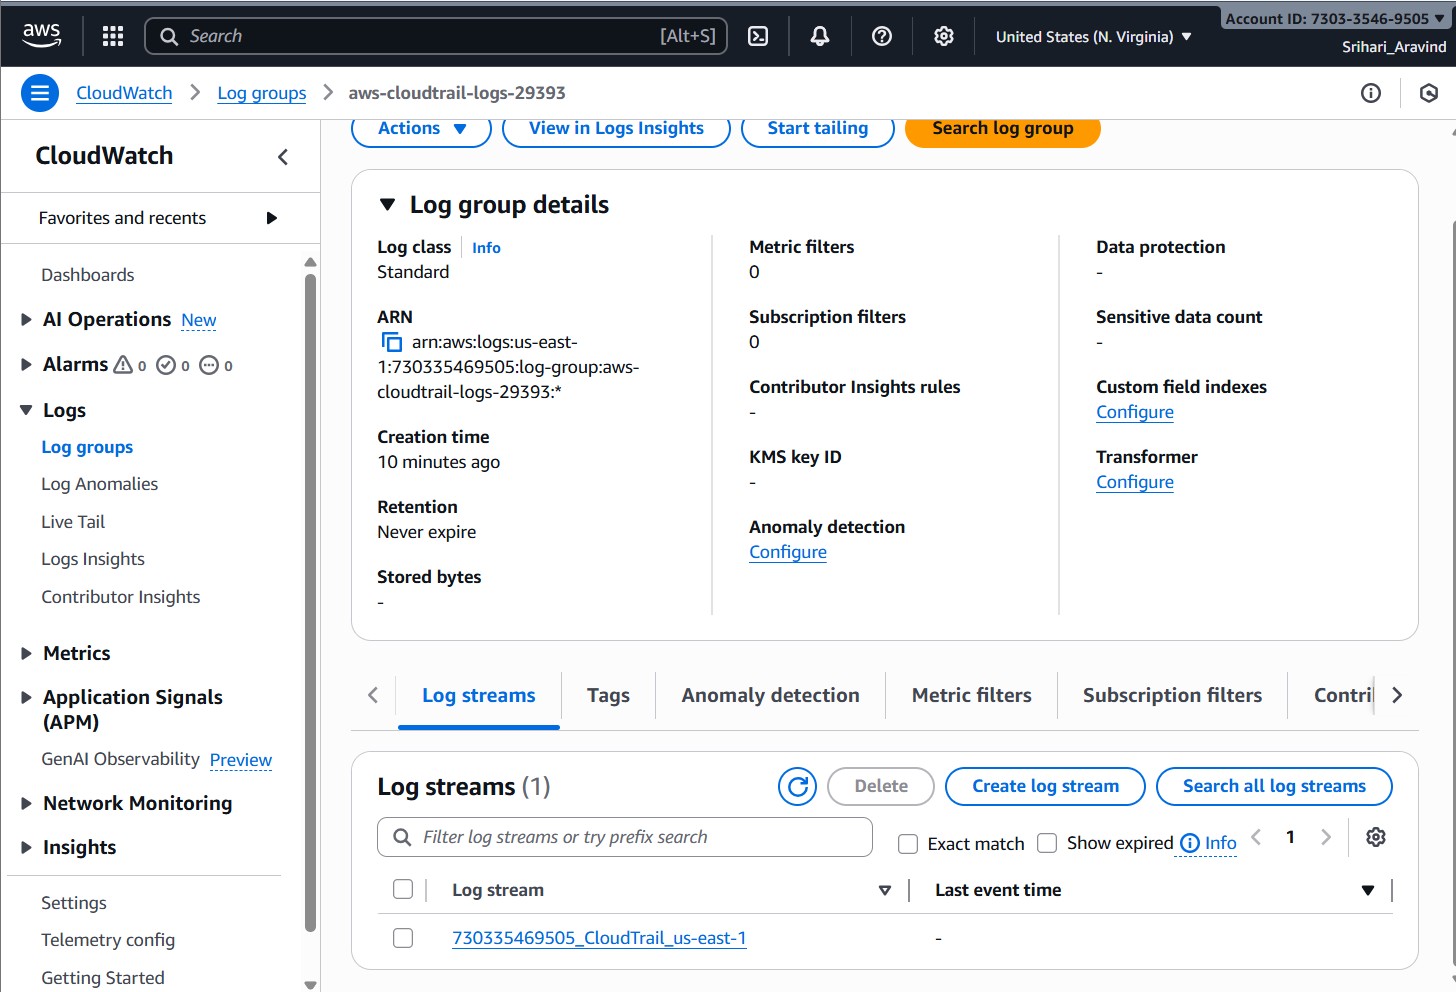 aws
Search
[Alt+S]
United States (N. Virginia)
Account ID: 7303-3546-9505
Srihari_Aravind
CloudWatch
Log groups
aws-cloudtrail-logs-29393
CloudWatch
Favorites and recents
Dashboards
AI Operations New
Alarms 0 0 0
Logs
Log groups
Log Anomalies
Live Tail
Logs Insights
Contributor Insights
Metrics
Application Signals
(APM)
GenAI Observability Preview
Network Monitoring
Insights
Settings
Telemetry config
Getting Started
Actions
View in Logs Insights
Start tailing
Search log group
Log group details
Log class Info
Standard
ARN
arn:aws:logs:us-east-
1:730335469505:log-group:aws-
cloudtrail-logs-29393:*
Creation time
10 minutes ago
Retention
Never expire
Stored bytes
-
Metric filters
0
Subscription filters
0
Contributor Insights rules
-
KMS key ID
-
Anomaly detection
Configure
Data protection
-
Sensitive data count
-
Custom field indexes
Configure
Transformer
Configure
Log streams
Tags
Anomaly detection
Metric filters
Subscription filters
Contri
Log streams (1)
Delete
Create log stream
Search all log streams
Filter log streams or try prefix search
Exact match
Show expired
Info
1
Log stream
Last event time
730335469505_CloudTrail_us-east-1
-